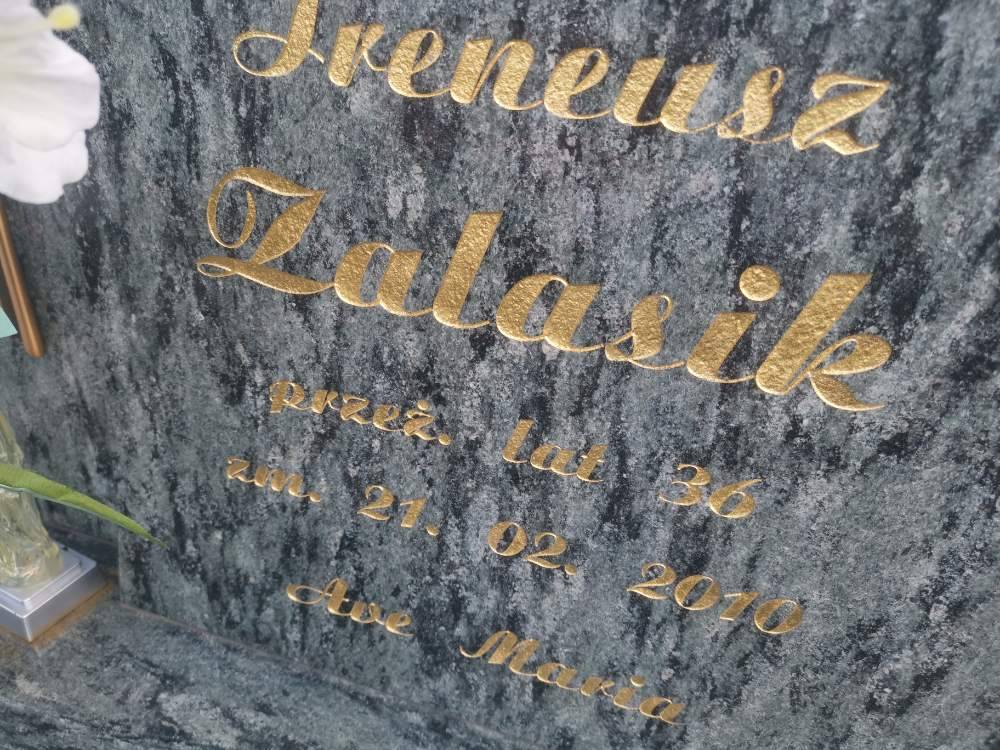 Ireneusz
Zalasik
przeż. lat 36
zm. 21. 02. 2010
Ave Maria